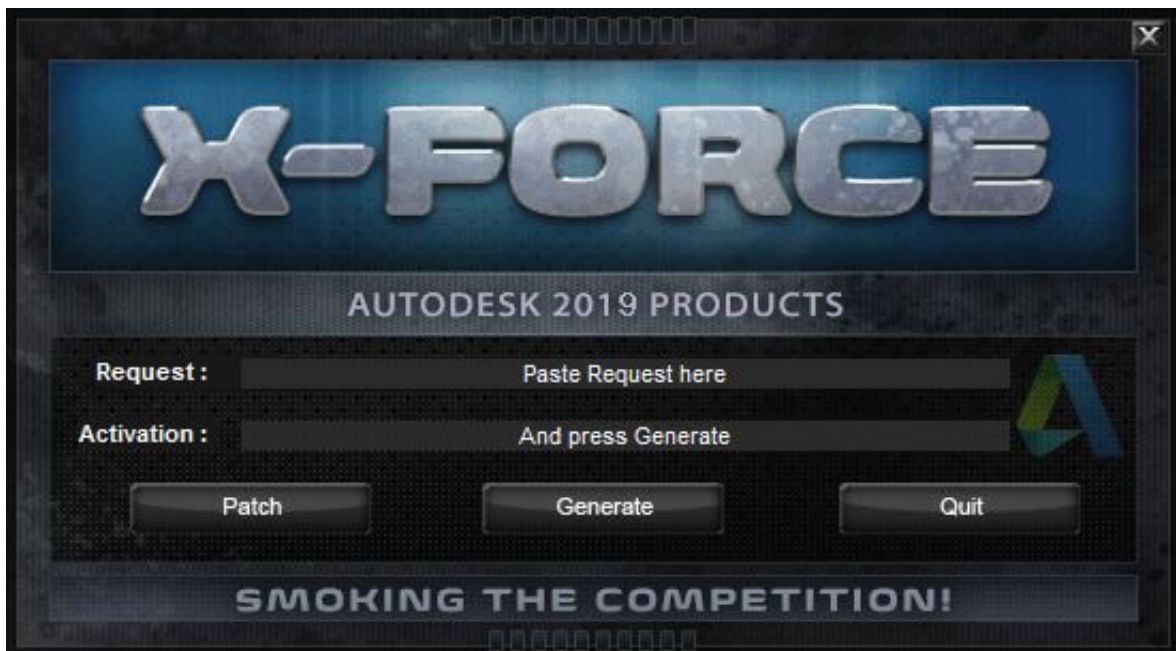 X
X-FORCE
AUTODESK 2019 PRODUCTS
Request : Paste Request here
Activation : And press Generate
Patch Generate Quit
SMOKING THE COMPETITION!